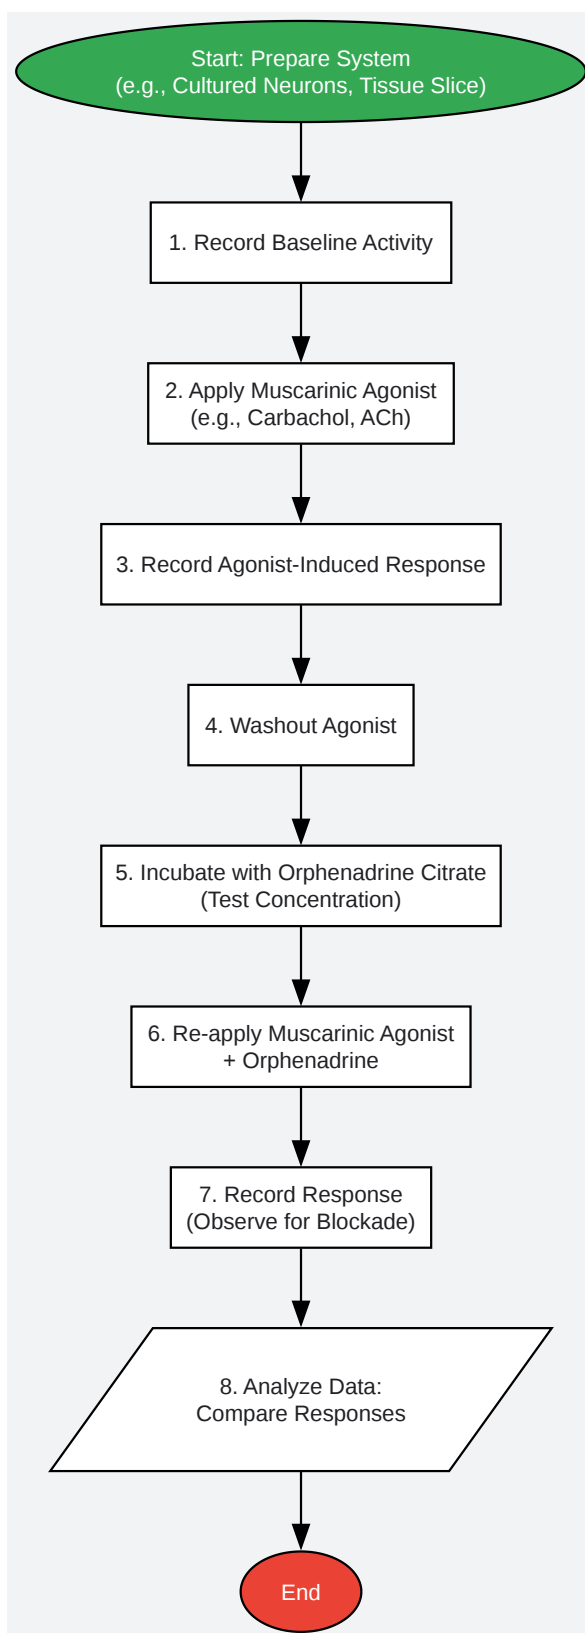 Start: Prepare System
(e.g., Cultured Neurons, Tissue Slice)
1. Record Baseline Activity
2. Apply Muscarinic Agonist
(e.g., Carbachol, ACh)
3. Record Agonist-Induced Response
4. Washout Agonist
5. Incubate with Orphenadrine Citrate
(Test Concentration)
6. Re-apply Muscarinic Agonist
+ Orphenadrine
7. Record Response
(Observe for Blockade)
8. Analyze Data:
Compare Responses
End